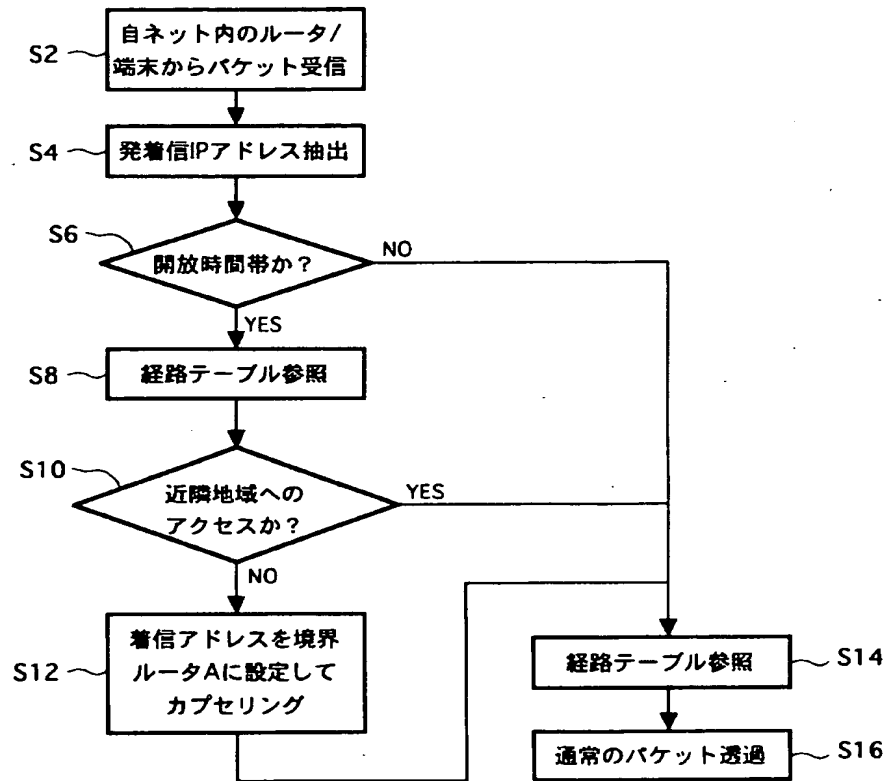 S2
自ネット内のルータ/
端末からパケット受信
S4
発着信IPアドレス抽出
S6
開放時間帯か？
NO
YES
S8
経路テーブル参照
S10
近隣地域への
アクセスか？
YES
NO
S12
着信アドレスを境界
ルータAに設定して
カプセリング
経路テーブル参照
S14
通常のパケット透過
S16